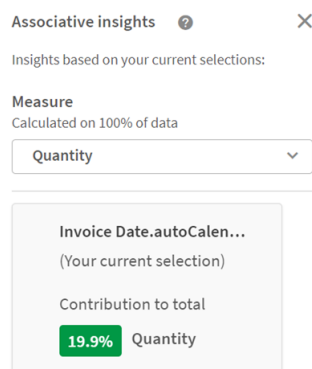 Associative insights ?
Insights based on your current selections:
Measure
Calculated on 100% of data
Quantity
Invoice Date.autoCalen...
(Your current selection)
Contribution to total
19.9% Quantity